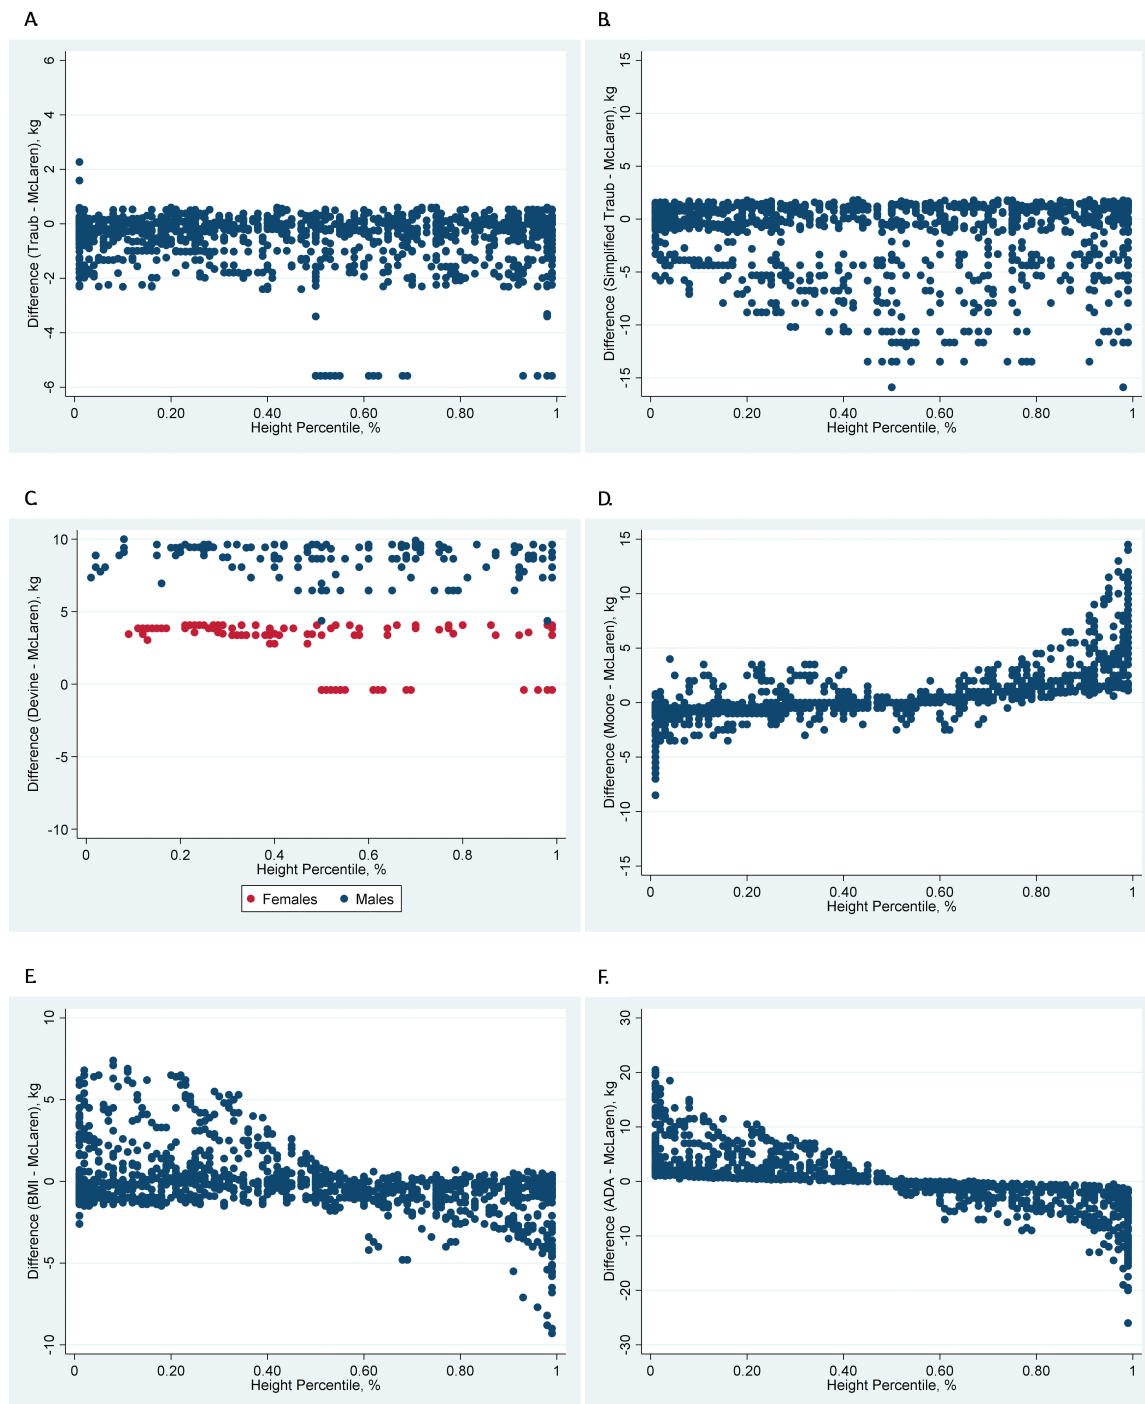 A.
6
4
2
0
-2
-4
-6
Difference (Traub - McLaren), kg
0 0.20 0.40 0.60 0.80 1
Height Percentile, %
B.
15
10
5
0
-5
-10
-15
Difference (Simplified Traub - McLaren), kg
0 0.20 0.40 0.60 0.80 1
Height Percentile, %
C.
10
5
0
-5
-10
Difference (Devine - McLaren), kg
0 0.2 0.4 0.6 0.8 1
Height Percentile, %
Females Males
D.
15
10
5
0
-5
-10
-15
Difference (Moore - McLaren), kg
0 0.20 0.40 0.60 0.80 1
Height Percentile, %
E.
10
5
0
-5
-10
Difference (BMI - McLaren), kg
0 0.20 0.40 0.60 0.80 1
Height Percentile, %
F.
30
20
10
0
-10
-20
-30
Difference (ADA - McLaren), kg
0 0.20 0.40 0.60 0.80 1
Height Percentile, %